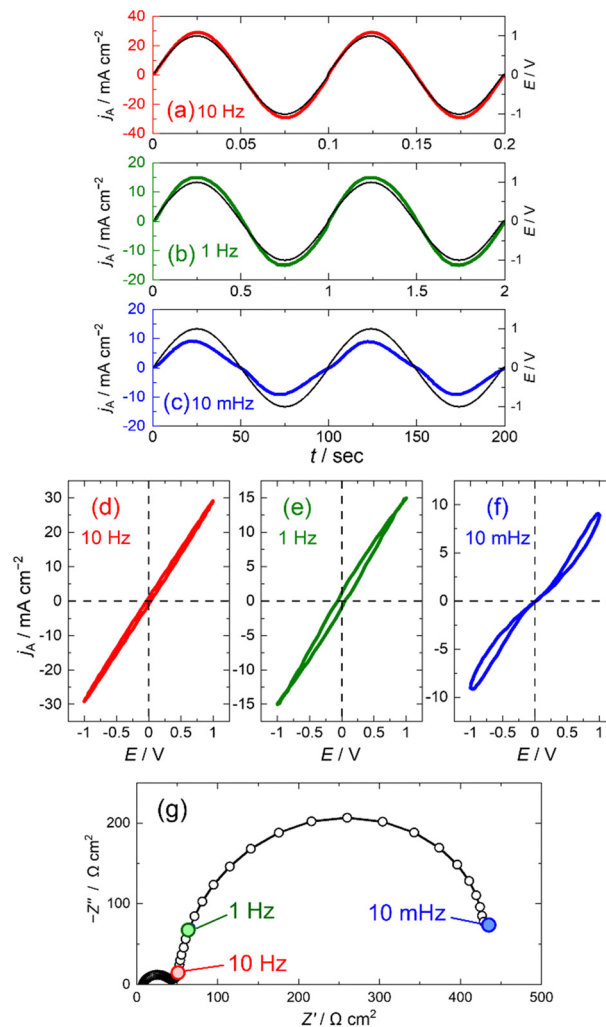 j_A / mA cm⁻²
40
20
0
-20
-40
(a) 10 Hz
1
0
-1
E / V
0 0.05 0.1 0.15 0.2
j_A / mA cm⁻²
20
10
0
-10
-20
(b) 1 Hz
1
0
-1
E / V
0 0.5 1 1.5 2
j_A / mA cm⁻²
20
10
0
-10
-20
(c) 10 mHz
1
0
-1
E / V
0 50 100 150 200
t / sec
j_A / mA cm⁻²
30
20
10
0
-10
-20
-30
(d)
10 Hz
-1 -0.5 0 0.5 1
E / V
15
10
5
0
-5
-10
-15
(e)
1 Hz
-1 -0.5 0 0.5 1
E / V
10
5
0
-5
-10
(f)
10 mHz
-1 -0.5 0 0.5 1
E / V
(g)
−Z'' / Ω cm²
200
100
0
1 Hz
10 mHz
10 Hz
0 100 200 300 400 500
Z' / Ω cm²